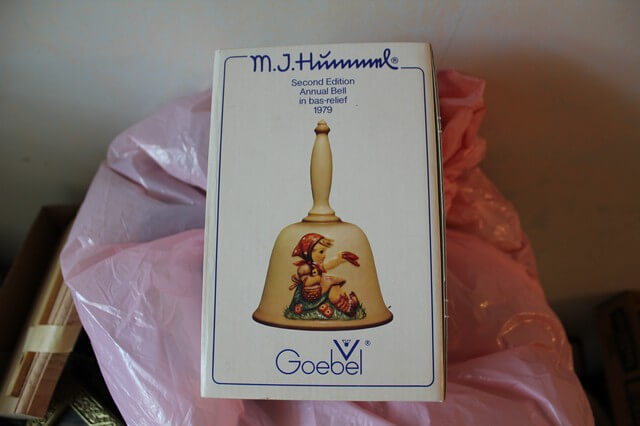 M.J.Hummel®
Second Edition
Annual Bell
in bas-relief
1979
Goebel®